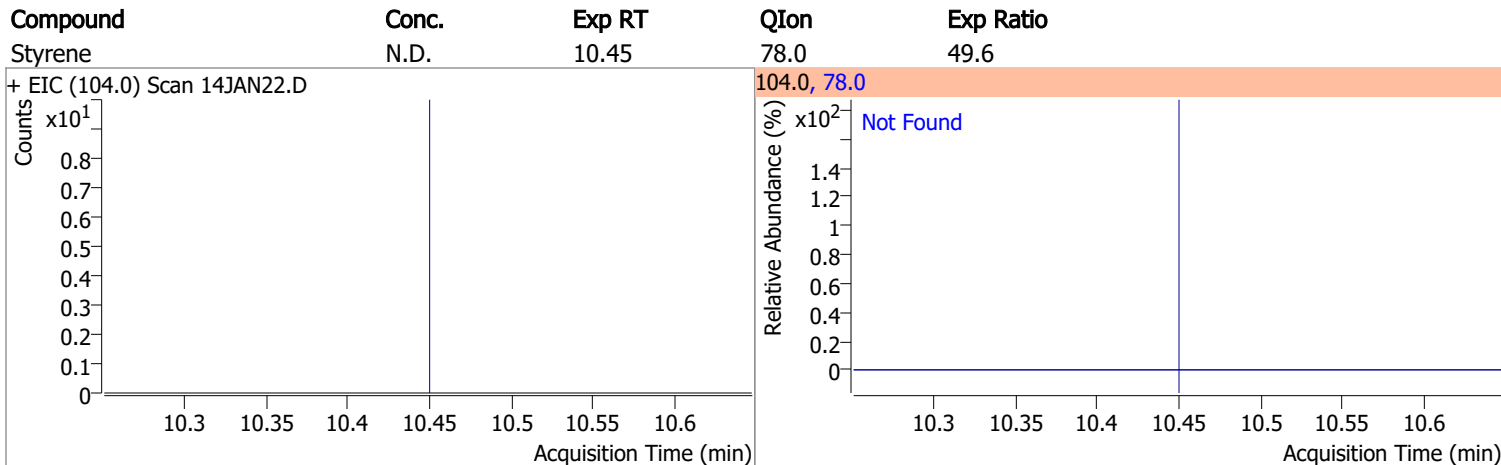 Compound Conc. Exp RT QIon Exp Ratio
Styrene N.D. 10.45 78.0 49.6
+ EIC (104.0) Scan 14JAN22.D
Counts
x10¹
0.8
0.7
0.6
0.5
0.4
0.3
0.2
0.1
0
10.3 10.35 10.4 10.45 10.5 10.55 10.6
Acquisition Time (min)
104.0, 78.0
Relative Abundance (%)
x10²
Not Found
1.4
1.2
1
0.8
0.6
0.4
0.2
0
10.3 10.35 10.4 10.45 10.5 10.55 10.6
Acquisition Time (min)